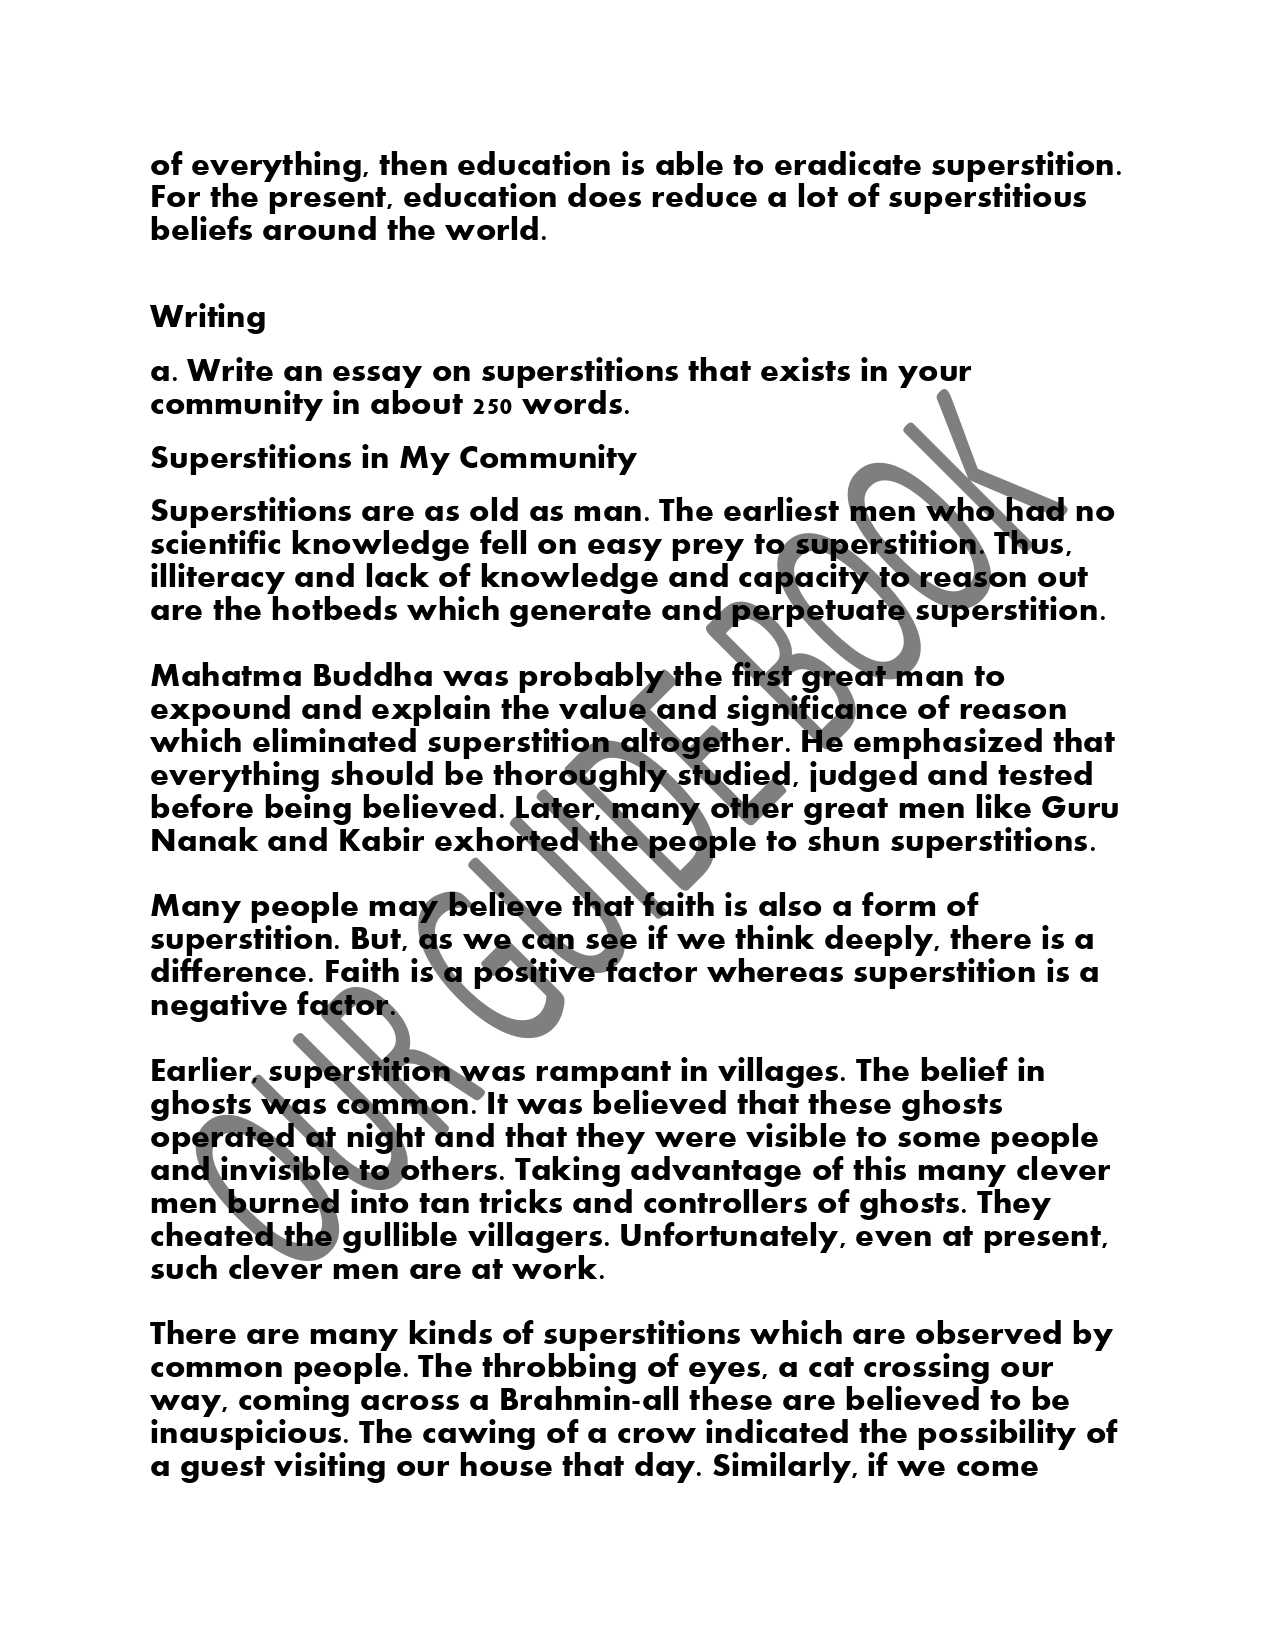 of everything, then education is able to eradicate superstition.
For the present, education does reduce a lot of superstitious
beliefs around the world.
Writing
a. Write an essay on superstitions that exists in your
community in about 250 words.
Superstitions in My Community
Superstitions are as old as man. The earliest men who had no
scientific knowledge fell on easy prey to superstition. Thus,
illiteracy and lack of knowledge and capacity to reason out
are the hotbeds which generate and perpetuate superstition.
Mahatma Buddha was probably the first great man to
expound and explain the value and significance of reason
which eliminated superstition altogether. He emphasized that
everything should be thoroughly studied, judged and tested
before being believed. Later, many other great men like Guru
Nanak and Kabir exhorted the people to shun superstitions.
Many people may believe that faith is also a form of
superstition. But, as we can see if we think deeply, there is a
difference. Faith is a positive factor whereas superstition is a
negative factor.
Earlier, superstition was rampant in villages. The belief in
ghosts was common. It was believed that these ghosts
operated at night and that they were visible to some people
and invisible to others. Taking advantage of this many clever
men burned into tan tricks and controllers of ghosts. They
cheated the gullible villagers. Unfortunately, even at present,
such clever men are at work.
There are many kinds of superstitions which are observed by
common people. The throbbing of eyes, a cat crossing our
way, coming across a Brahmin-all these are believed to be
inauspicious. The cawing of a crow indicated the possibility of
a guest visiting our house that day. Similarly, if we come
OUR GUIDE BOOK